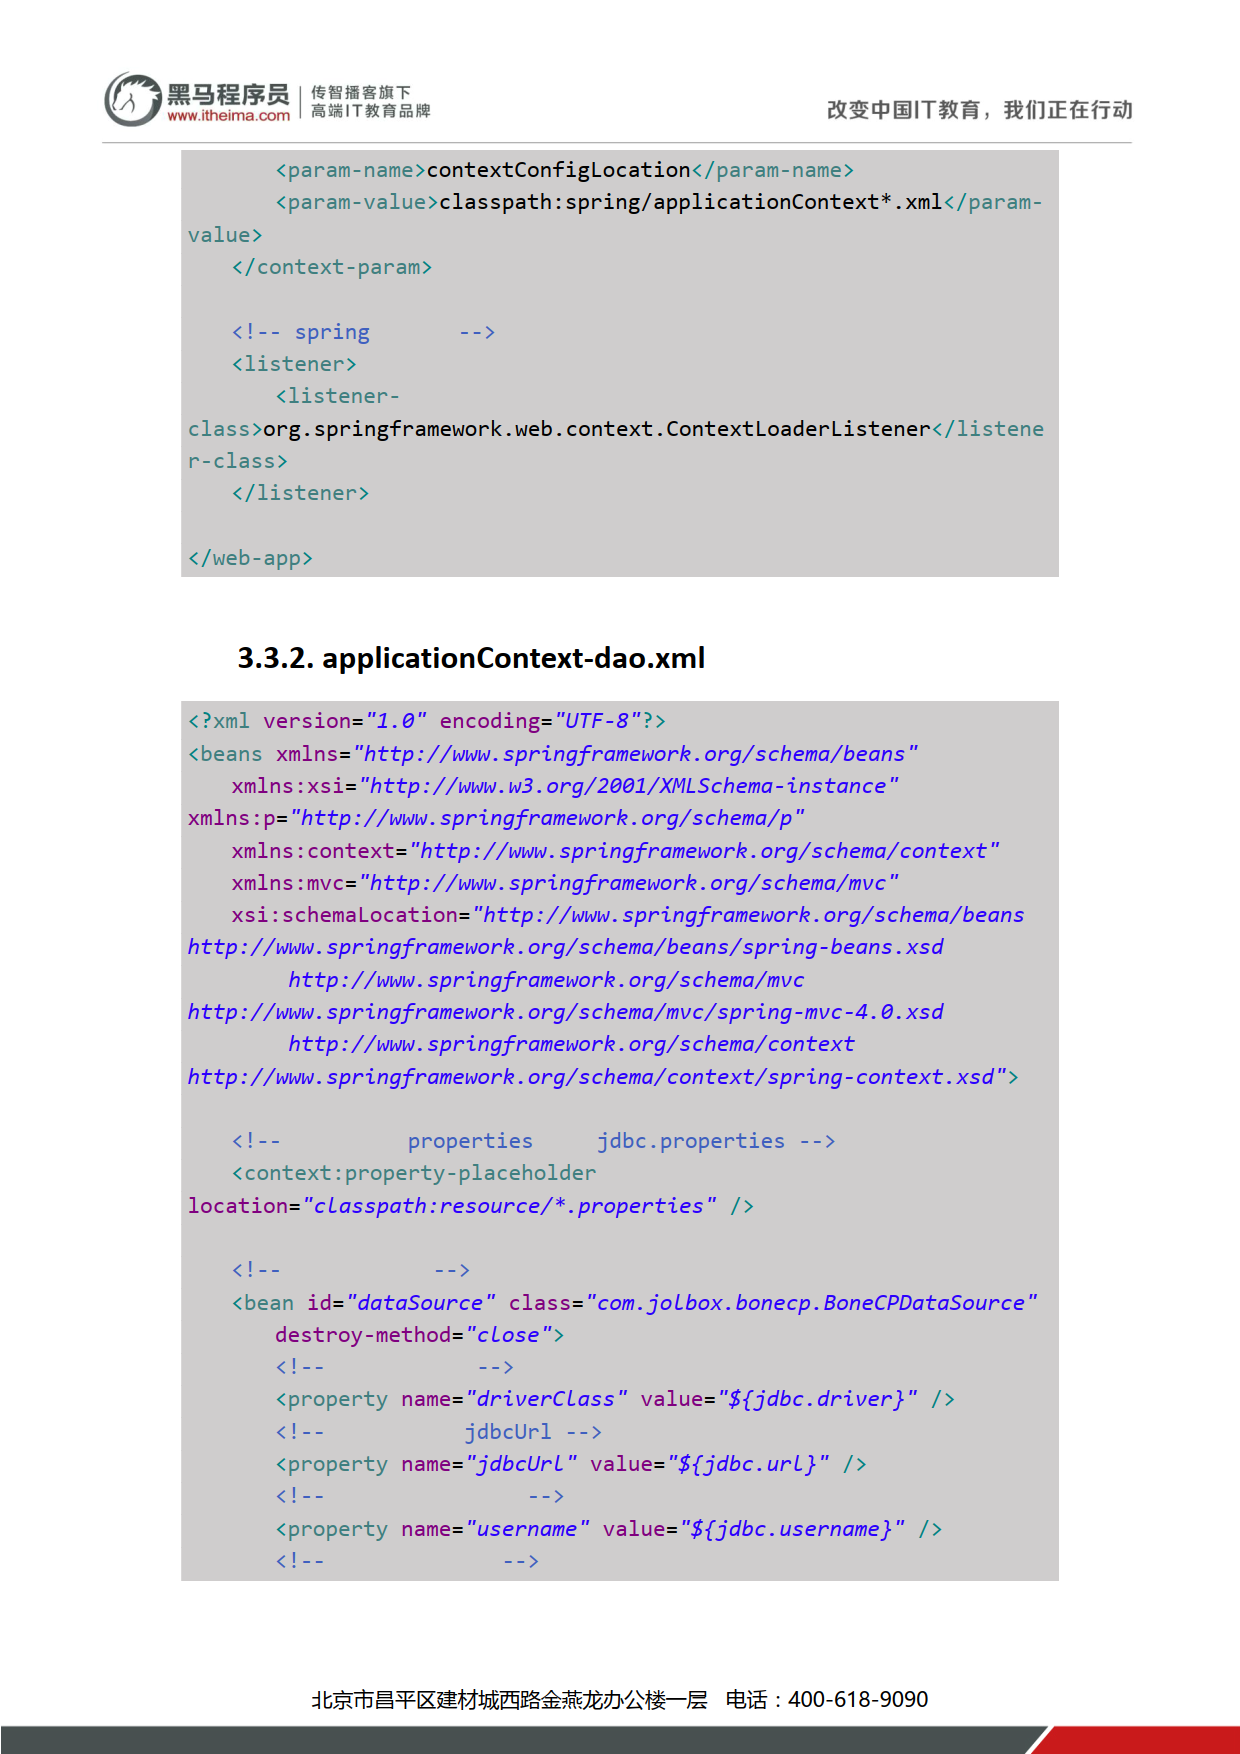 黑马程序员
www.itheima.com
传智播客旗下
高端IT教育品牌
改变中国IT教育，我们正在行动
<param-name>contextConfigLocation</param-name>
<param-value>classpath:spring/applicationContext*.xml</param-
value>
</context-param>
<!-- spring -->
<listener>
<listener-
class>org.springframework.web.context.ContextLoaderListener</listene
r-class>
</listener>
</web-app>
3.3.2. applicationContext-dao.xml
<?xml version="1.0" encoding="UTF-8"?>
<beans xmlns="http://www.springframework.org/schema/beans"
xmlns:xsi="http://www.w3.org/2001/XMLSchema-instance"
xmlns:p="http://www.springframework.org/schema/p"
xmlns:context="http://www.springframework.org/schema/context"
xmlns:mvc="http://www.springframework.org/schema/mvc"
xsi:schemaLocation="http://www.springframework.org/schema/beans
http://www.springframework.org/schema/beans/spring-beans.xsd
http://www.springframework.org/schema/mvc
http://www.springframework.org/schema/mvc/spring-mvc-4.0.xsd
http://www.springframework.org/schema/context
http://www.springframework.org/schema/context/spring-context.xsd">
<!-- properties jdbc.properties -->
<context:property-placeholder
location="classpath:resource/*.properties" />
<!-- -->
<bean id="dataSource" class="com.jolbox.bonecp.BoneCPDataSource"
destroy-method="close">
<!-- -->
<property name="driverClass" value="${jdbc.driver}" />
<!-- jdbcUrl -->
<property name="jdbcUrl" value="${jdbc.url}" />
<!-- -->
<property name="username" value="${jdbc.username}" />
<!-- -->
北京市昌平区建材城西路金燕龙办公楼一层 电话：400-618-9090